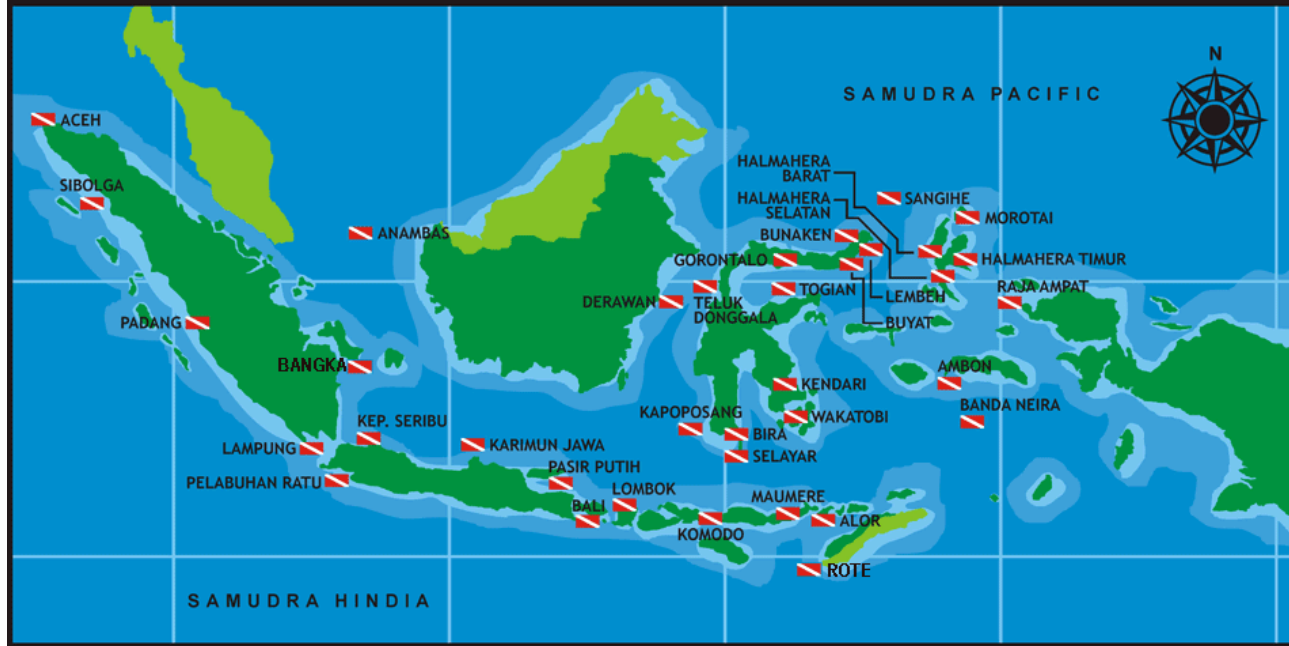 N
SAMUDRA PACIFIC
ACEH
HALMAHERA
BARAT
SIBOLGA
HALMAHERA
SELATAN
SANGIHE
MOROTAI
ANAMBAS
BUNAKEN
GORONTALO
HALMAHERA TIMUR
DERAWAN
TELUK
DONGGALA
TOGIAN
LEMBEH
RAJA AMPAT
PADANG
BUYAT
BANGKA
AMBON
KENDARI
BANDA NEIRA
KEP. SERIBU
KAPOPOSANG
WAKATOBI
LAMPUNG
KARIMUN JAWA
BIRA
SELAYAR
PELABUHAN RATU
PASIR PUTIH
LOMBOK
MAUMERE
BALI
KOMODO
ALOR
ROTE
SAMUDRA HINDIA